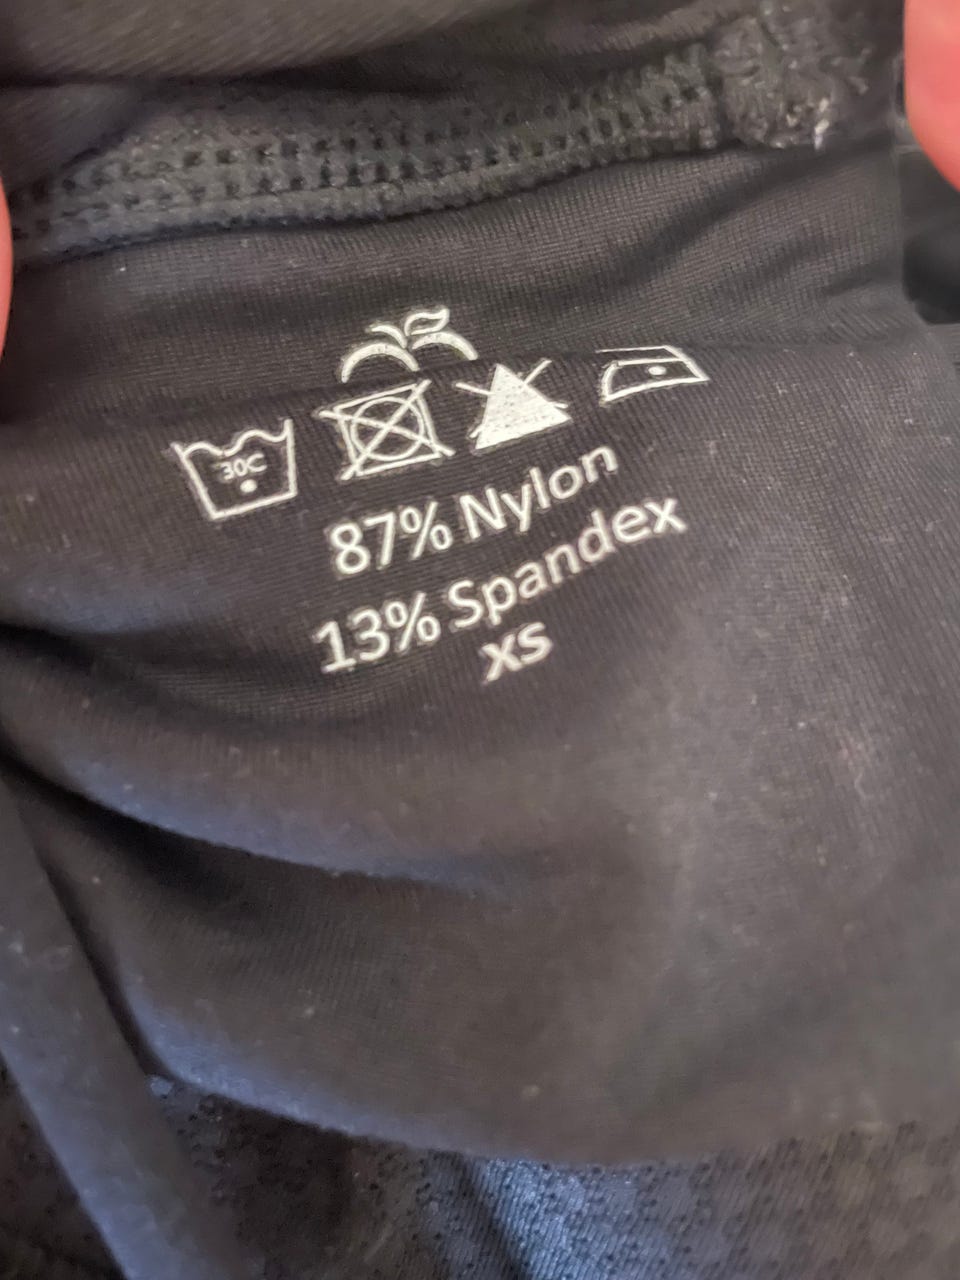 30C
87% Nylon
13% Spandex
XS